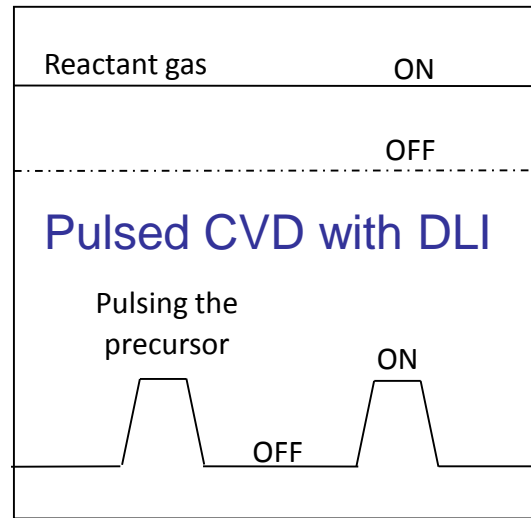 Reactant gas ON
OFF
Pulsed CVD with DLI
Pulsing the
precursor
ON
OFF